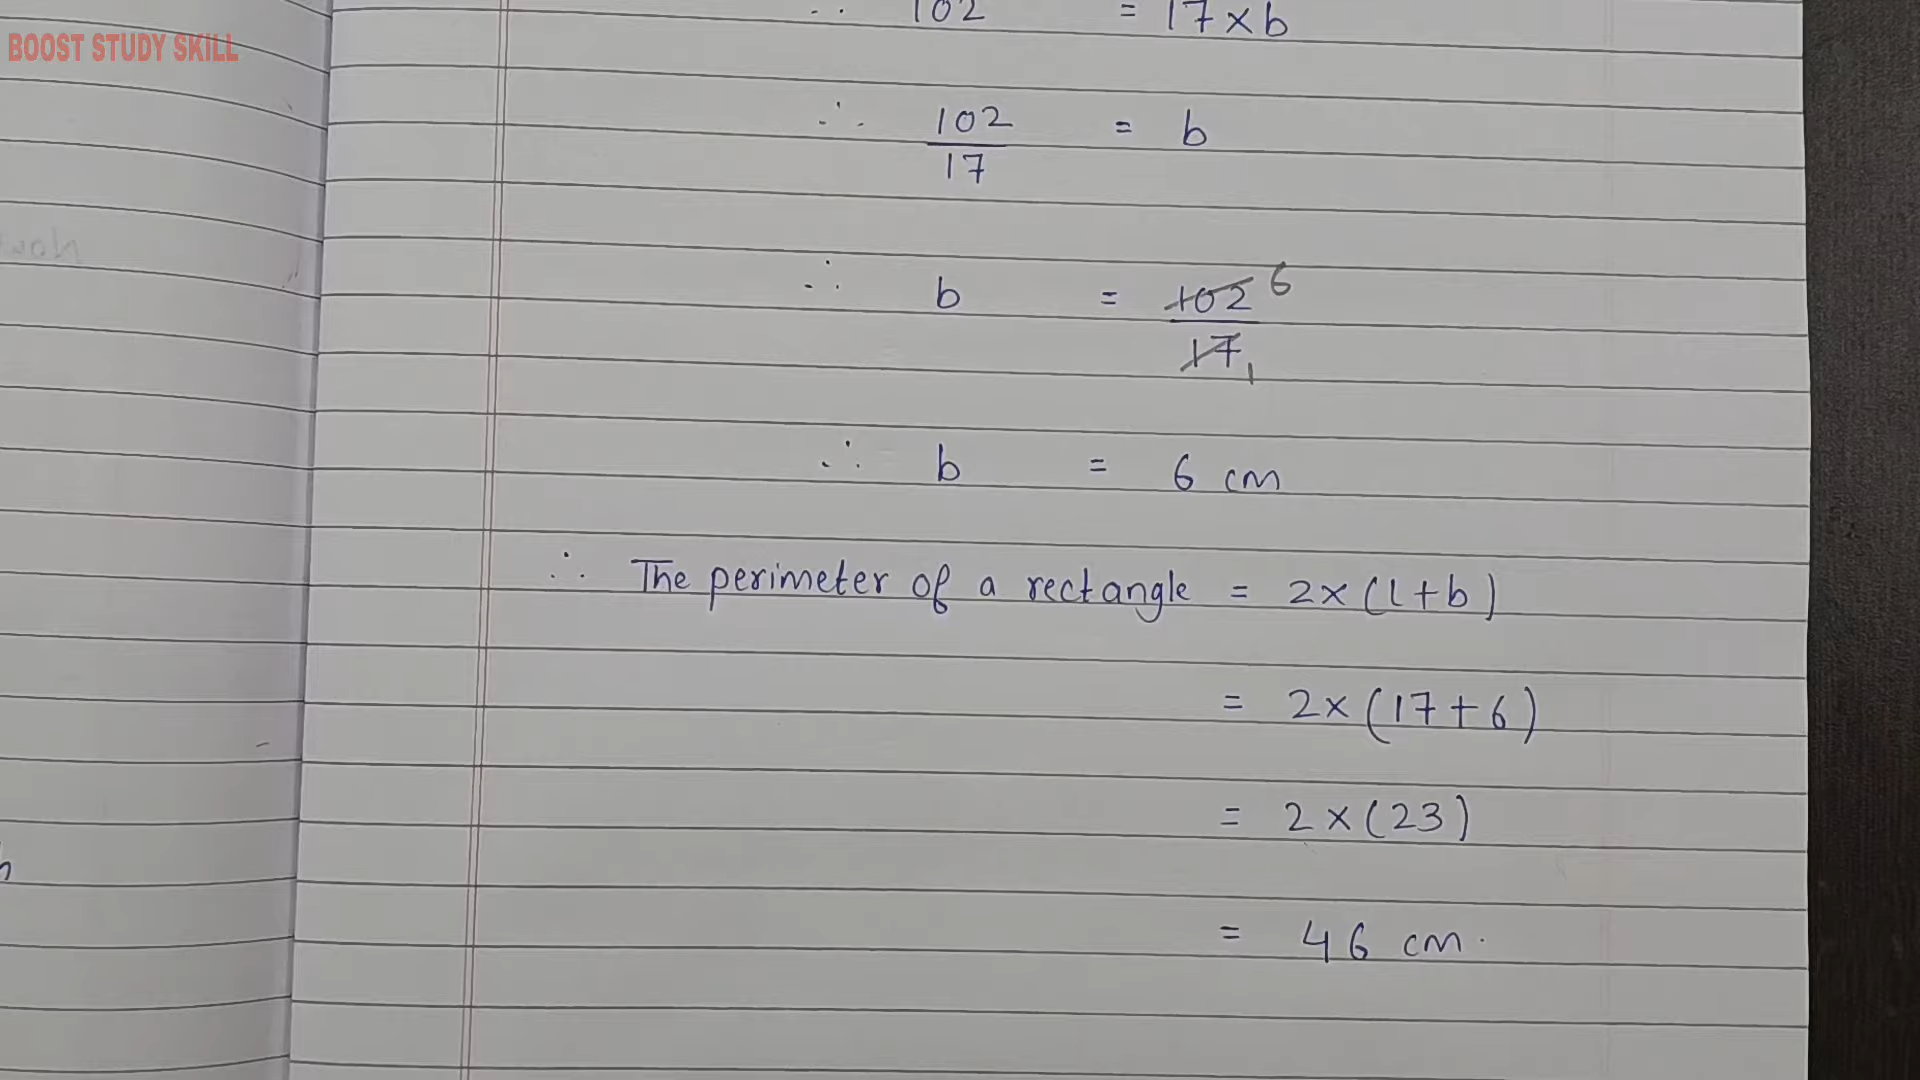 BOOST STUDY SKILL
∴ 102 = 17 × b
∴ 102/17 = b
∴ b = 102/17 6 1
∴ b = 6 cm
∴ The perimeter of a rectangle = 2 × (l + b)
= 2 × (17 + 6)
= 2 × (23)
= 46 cm.